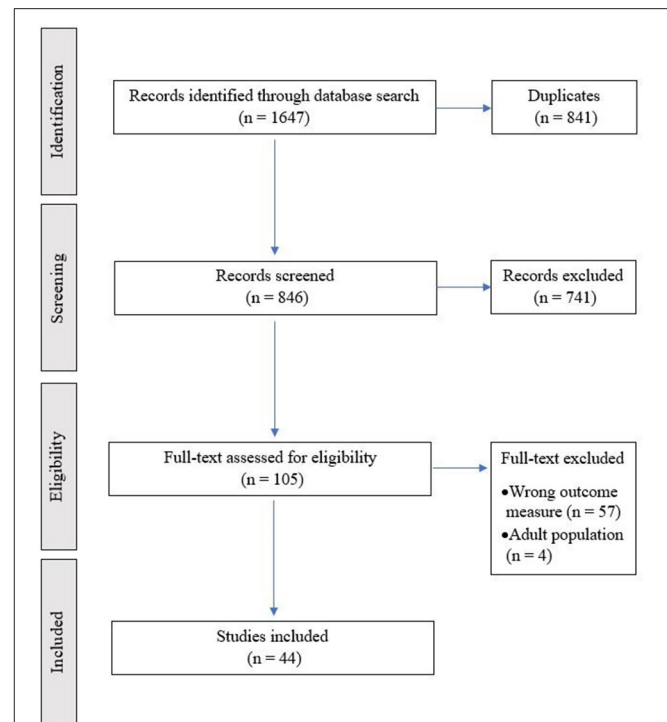 Identification
Records identified through database search
(n = 1647)
Duplicates
(n = 841)
Screening
Records screened
(n = 846)
Records excluded
(n = 741)
Eligibility
Full-text assessed for eligibility
(n = 105)
Full-text excluded
•Wrong outcome
measure (n = 57)
•Adult population
(n = 4)
Included
Studies included
(n = 44)